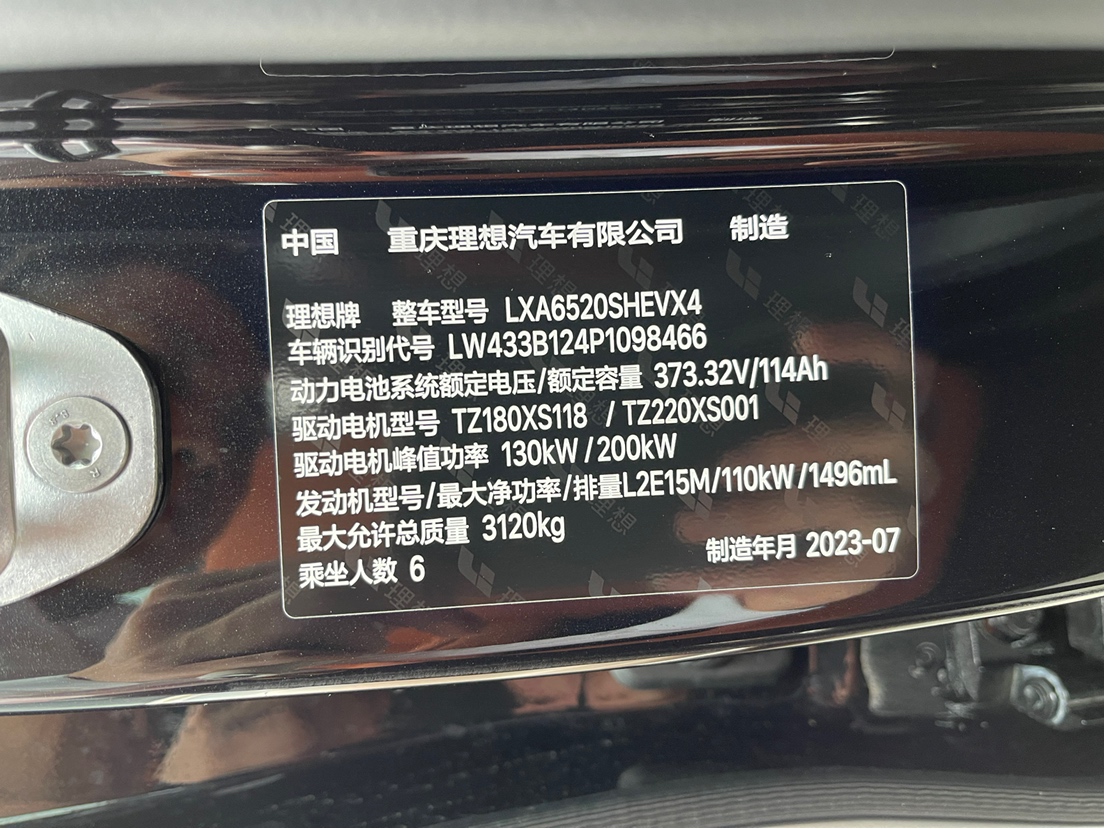 中国 重庆理想汽车有限公司 制造
理想牌 整车型号 LXA6520SHEVX4
车辆识别代号 LW433B124P1098466
动力电池系统额定电压/额定容量 373.32V/114Ah
驱动电机型号 TZ180XS118 / TZ220XS001
驱动电机峰值功率 130kW / 200kW
发动机型号/最大净功率/排量L2E15M/110kW/1496mL
最大允许总质量 3120kg
乘坐人数 6 制造年月 2023-07